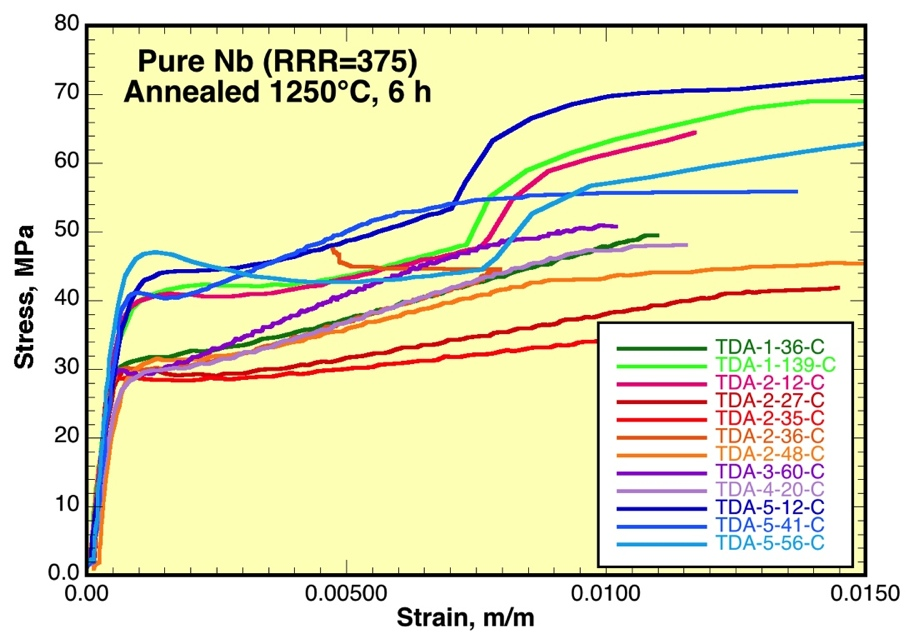 Pure Nb (RRR=375)
Annealed 1250°C, 6 h
Stress, MPa
80
70
60
50
40
30
20
10
0.0
0.00
0.00500
0.0100
0.0150
Strain, m/m
TDA-1-36-C
TDA-1-139-C
TDA-2-12-C
TDA-2-27-C
TDA-2-35-C
TDA-2-36-C
TDA-2-48-C
TDA-3-60-C
TDA-4-20-C
TDA-5-12-C
TDA-5-41-C
TDA-5-56-C